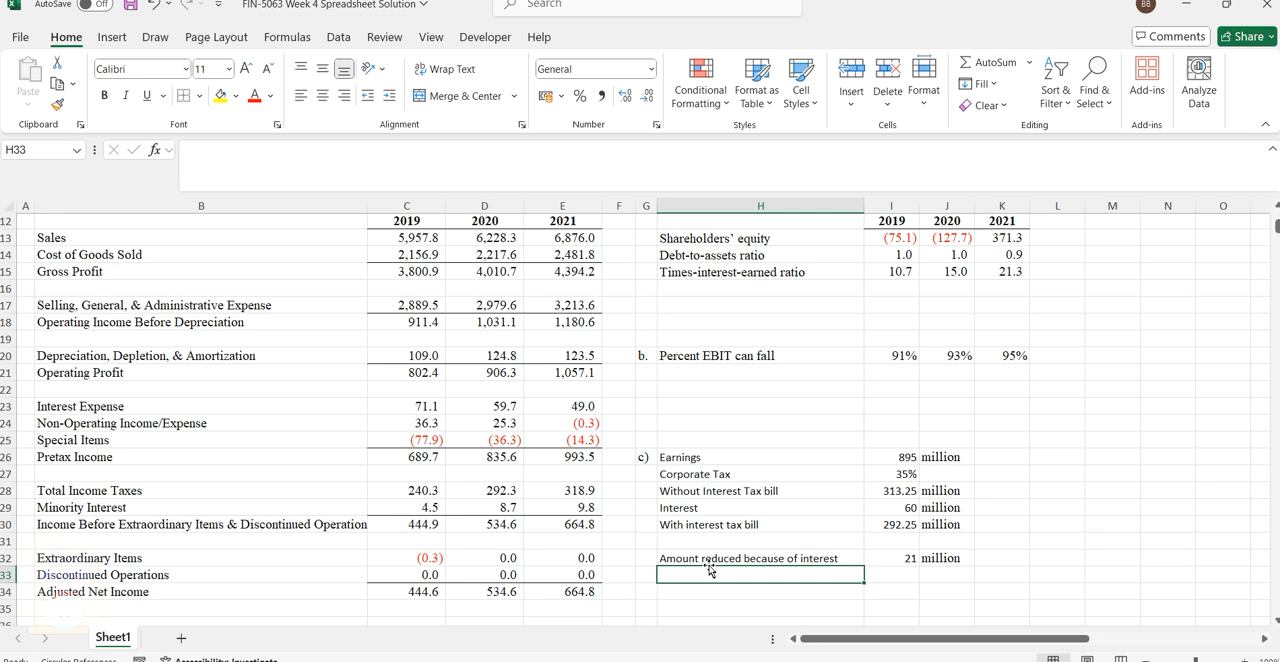 AutoSave Off FIN-5063 Week 4 Spreadsheet Solution Search BB
File Home Insert Draw Page Layout Formulas Data Review View Developer Help Comments Share
Paste Calibri 11 A A Wrap Text General Conditional Formatting Format as Table Cell Styles Insert Delete Format AutoSum Fill Clear Sort & Filter Find & Select Add-ins Analyze Data
B I U A Merge & Center % 9
Clipboard Font Alignment Number Styles Cells Editing Add-ins
H33 fx
A B C D E F G H I J K L M N O
12 2019 2020 2021 2019 2020 2021
13 Sales 5,957.8 6,228.3 6,876.0 Shareholders' equity (75.1) (127.7) 371.3
14 Cost of Goods Sold 2,156.9 2,217.6 2,481.8 Debt-to-assets ratio 1.0 1.0 0.9
15 Gross Profit 3,800.9 4,010.7 4,394.2 Times-interest-earned ratio 10.7 15.0 21.3
16
17 Selling, General, & Administrative Expense 2,889.5 2,979.6 3,213.6
18 Operating Income Before Depreciation 911.4 1,031.1 1,180.6
19
20 Depreciation, Depletion, & Amortization 109.0 124.8 123.5 b. Percent EBIT can fall 91% 93% 95%
21 Operating Profit 802.4 906.3 1,057.1
22
23 Interest Expense 71.1 59.7 49.0
24 Non-Operating Income/Expense 36.3 25.3 (0.3)
25 Special Items (77.9) (36.3) (14.3)
26 Pretax Income 689.7 835.6 993.5 c) Earnings 895 million
27 Corporate Tax 35%
28 Total Income Taxes 240.3 292.3 318.9 Without Interest Tax bill 313.25 million
29 Minority Interest 4.5 8.7 9.8 Interest 60 million
30 Income Before Extraordinary Items & Discontinued Operation 444.9 534.6 664.8 With interest tax bill 292.25 million
31
32 Extraordinary Items (0.3) 0.0 0.0 Amount reduced because of interest 21 million
33 Discontinued Operations 0.0 0.0 0.0
34 Adjusted Net Income 444.6 534.6 664.8
35
Sheet1